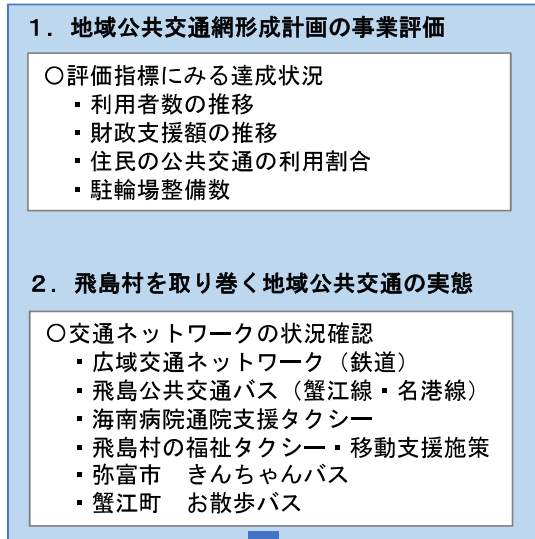 １．地域公共交通網形成計画の事業評価
〇評価指標にみる達成状況
・利用者数の推移
・財政支援額の推移
・住民の公共交通の利用割合
・駐輪場整備数
２．飛島村を取り巻く地域公共交通の実態
〇交通ネットワークの状況確認
・広域交通ネットワーク（鉄道）
・飛島公共交通バス（蟹江線・名港線）
・海南病院通院支援タクシー
・飛島村の福祉タクシー・移動支援施策
・弥富市　きんちゃんバス
・蟹江町　お散歩バス